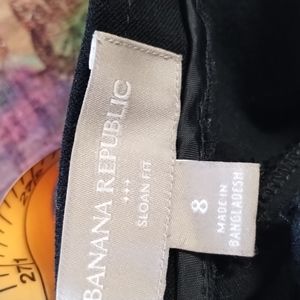 BANANA REPUBLIC
+++
SLOAN FIT
8
MADE IN
BANGLADESH